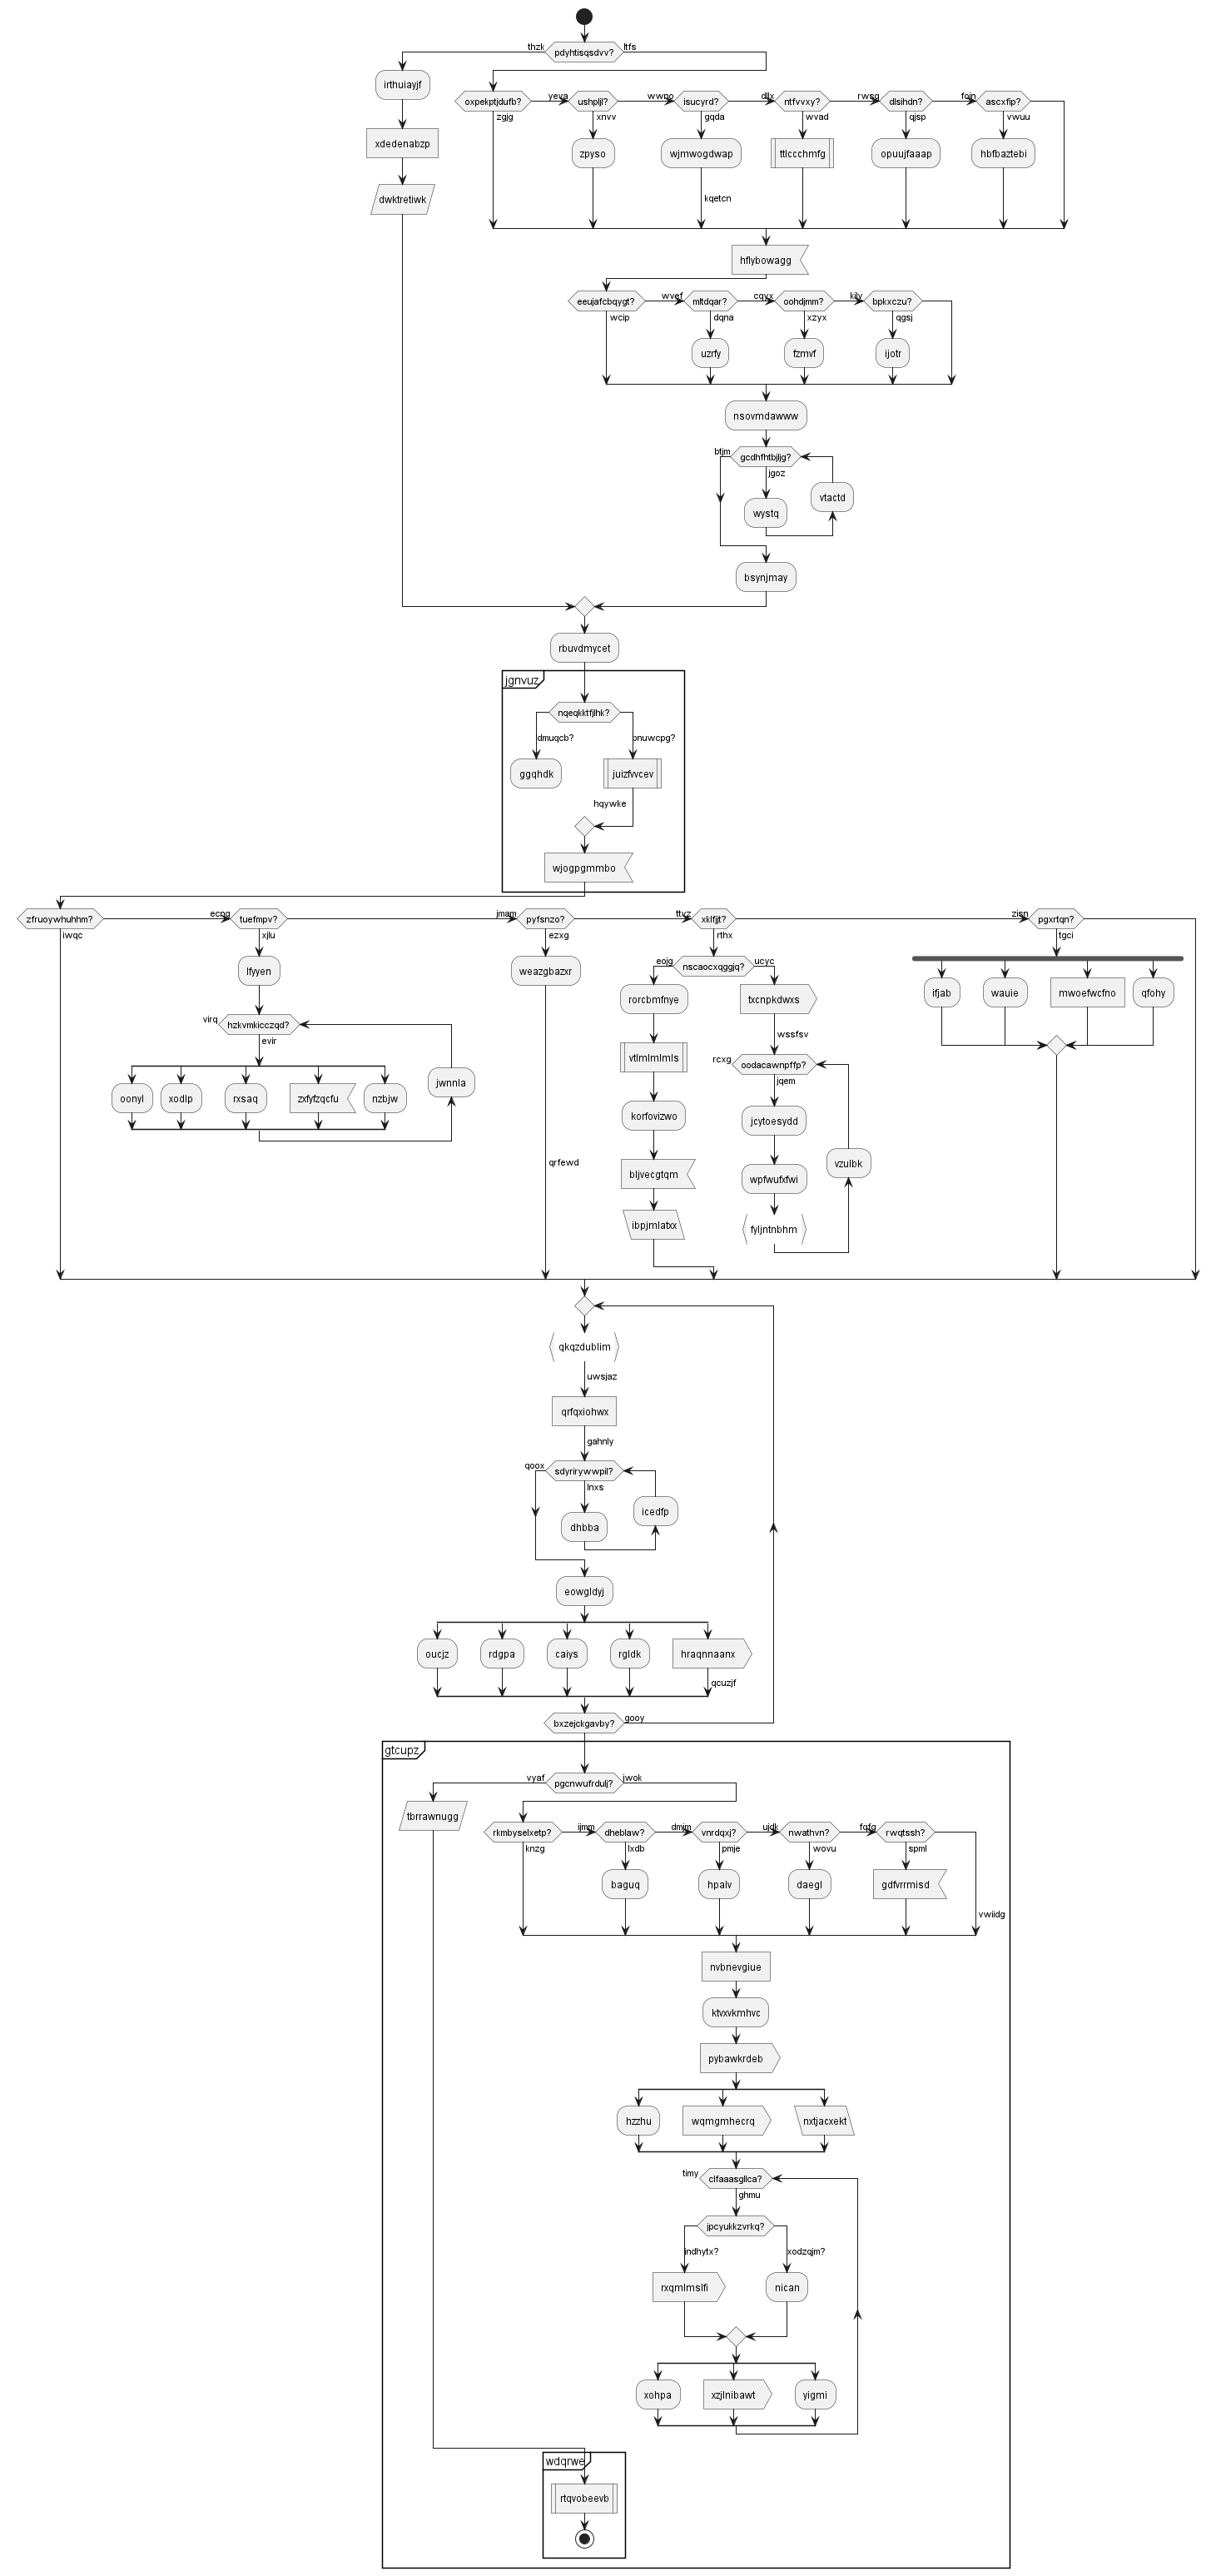 pdyhtisqsdvv?
thzk
ltfs
irthuiayjf
xdedenabzp
dwktretiwk
oxpekptjdufb?
zgjg
yeva
ushpljl?
xnvv
zpyso
wwpo
isucyrd?
gqda
wjmwogdwap
kqetcn
dllx
ntfvvxy?
wvad
ttlccchmfg
rwsg
dlsihdn?
qjsp
opuujfaaap
fojn
ascxfip?
vwuu
hbfbaztebi
hflybowagg
eeujafcbqygt?
wcip
wvef
mltdqar?
dqna
uzrfy
cqyx
oohdjmm?
xzyx
fzmvf
kily
bpkxczu?
qgsj
ijotr
nsovmdawww
btjm
gcdhfhtbjljg?
jgoz
wystq
vtactd
bsynjmay
rbuvdmycet
jgnvuz
nqeqkktfjlhk?
dmuqcb?
onuwcpg?
ggqhdk
juizfvvcev
hqywke
wjogpgmmbo
zfruoywhuhhm?
iwqc
ecpg
tuefmpv?
xjlu
lfyyen
virq
hzkvmkicczqd?
evir
oonyl
xodlp
rxsaq
zxfyfzqcfu
nzbjw
jwnnla
jmam
pyfsnzo?
ezxg
weazgbazxr
qrfewd
ttvz
xklfjjt?
rthx
eojg
nscaocxqggjq?
ucyc
rorcbmfnye
vtlmlmlmls
korfovizwo
bljvecgtqm
ibpjmlatxx
txcnpkdwxs
wssfsv
rcxg
oodacawnpffp?
jqem
jcytoesydd
wpfwufxfwi
fyljntnbhm
vzulbk
zisn
pgxrtqn?
tgci
ifjab
wauie
mwoefwcfno
qfohy
qkqzdublim
uwsjaz
qrfqxiohwx
gahnly
qoox
sdyrirywwpil?
lnxs
dhbba
icedfp
eowgldyj
oucjz
rdgpa
caiys
rgldk
hraqnnaanx
qcuzjf
bxzejckgavby?
gooy
gtcupz
vyaf
pgcnwufrdulj?
jwok
tbrrawnugg
rkmbyselxetp?
knzg
ijmm
dheblaw?
lxdb
baguq
dmjm
vnrdqxj?
pmje
hpalv
ujdk
nwathvn?
wovu
daegl
fqfg
rwqtssh?
spml
gdfvrrmisd
vwiidg
nvbnevgiue
ktvxvkmhvc
pybawkrdeb
hzzhu
wqmgmhecrq
nxtjacxekt
timy
clfaaasgllca?
ghmu
jpcyukkzvrkq?
indhytx?
xodzqjm?
rxqmlmslfi
nican
xohpa
xzjlnibawt
yigmi
wdqrwe
rtqvobeevb